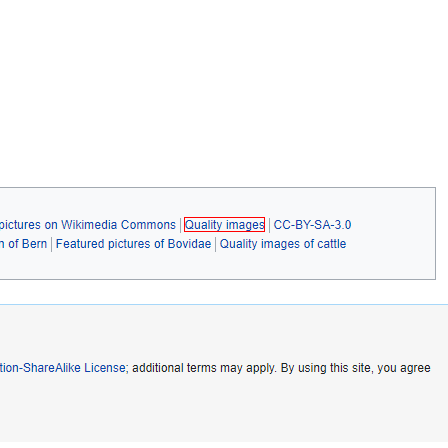 pictures on Wikimedia Commons | Quality images | CC-BY-SA-3.0
of Bern | Featured pictures of Bovidae | Quality images of cattle
tion-ShareAlike License; additional terms may apply. By using this site, you agree